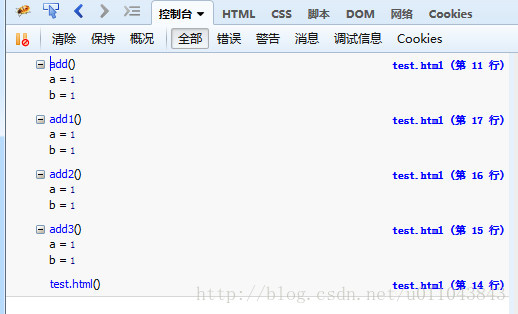 控制台 HTML CSS 脚本 DOM 网络 Cookies
清除 保持 概况 全部 错误 警告 消息 调试信息 Cookies
add() test.html (第 11 行)
a = 1
b = 1
add1() test.html (第 17 行)
a = 1
b = 1
add2() test.html (第 16 行)
a = 1
b = 1
add3() test.html (第 15 行)
a = 1
b = 1
test.html() test.html (第 14 行)
http://blog.csdn.net/u011043843